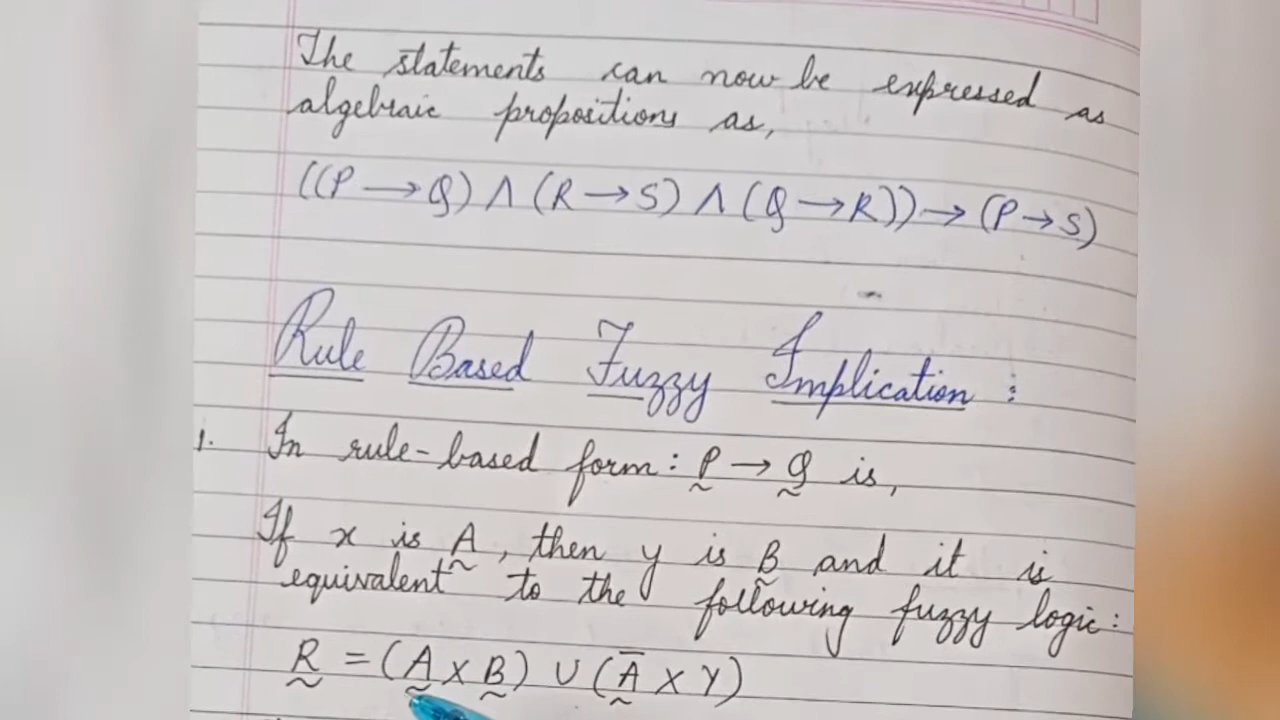 The statements can now be expressed as
algebraic propositions as,
((P → Q) ∧ (R → S) ∧ (Q → R)) → (P → S)
Rule Based Fuzzy Implication :
1. In rule-based form : P̰ → Q̰ is,
If x is A̰, then y is B̰ and it is
equivalent to the following fuzzy logic :
R̰ = (A̰ × B̰) ∪ (Ā̰ × Y)